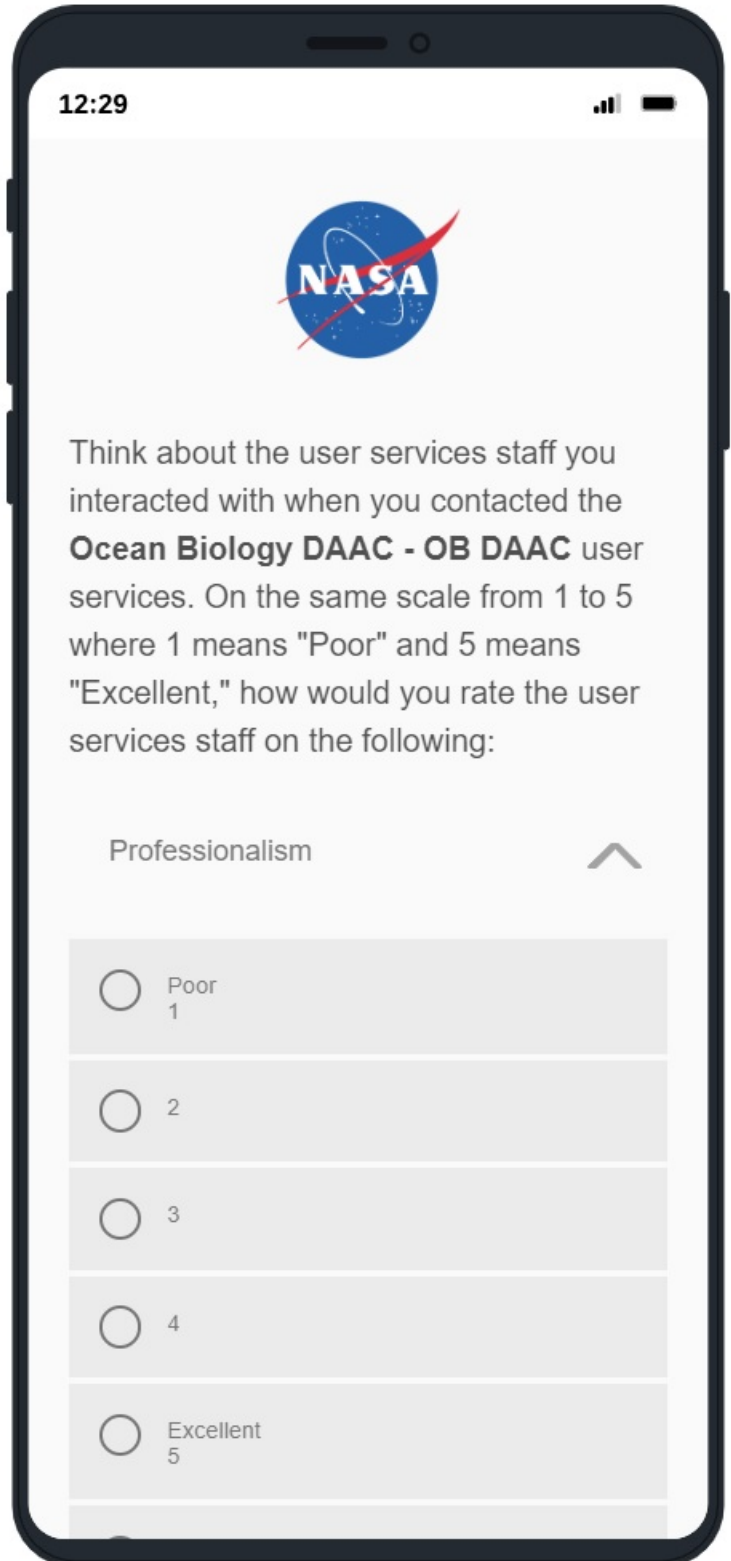 12:29
NASA
Think about the user services staff you
interacted with when you contacted the
Ocean Biology DAAC - OB DAAC user
services. On the same scale from 1 to 5
where 1 means "Poor" and 5 means
"Excellent," how would you rate the user
services staff on the following:
Professionalism
Poor
1
2
3
4
Excellent
5